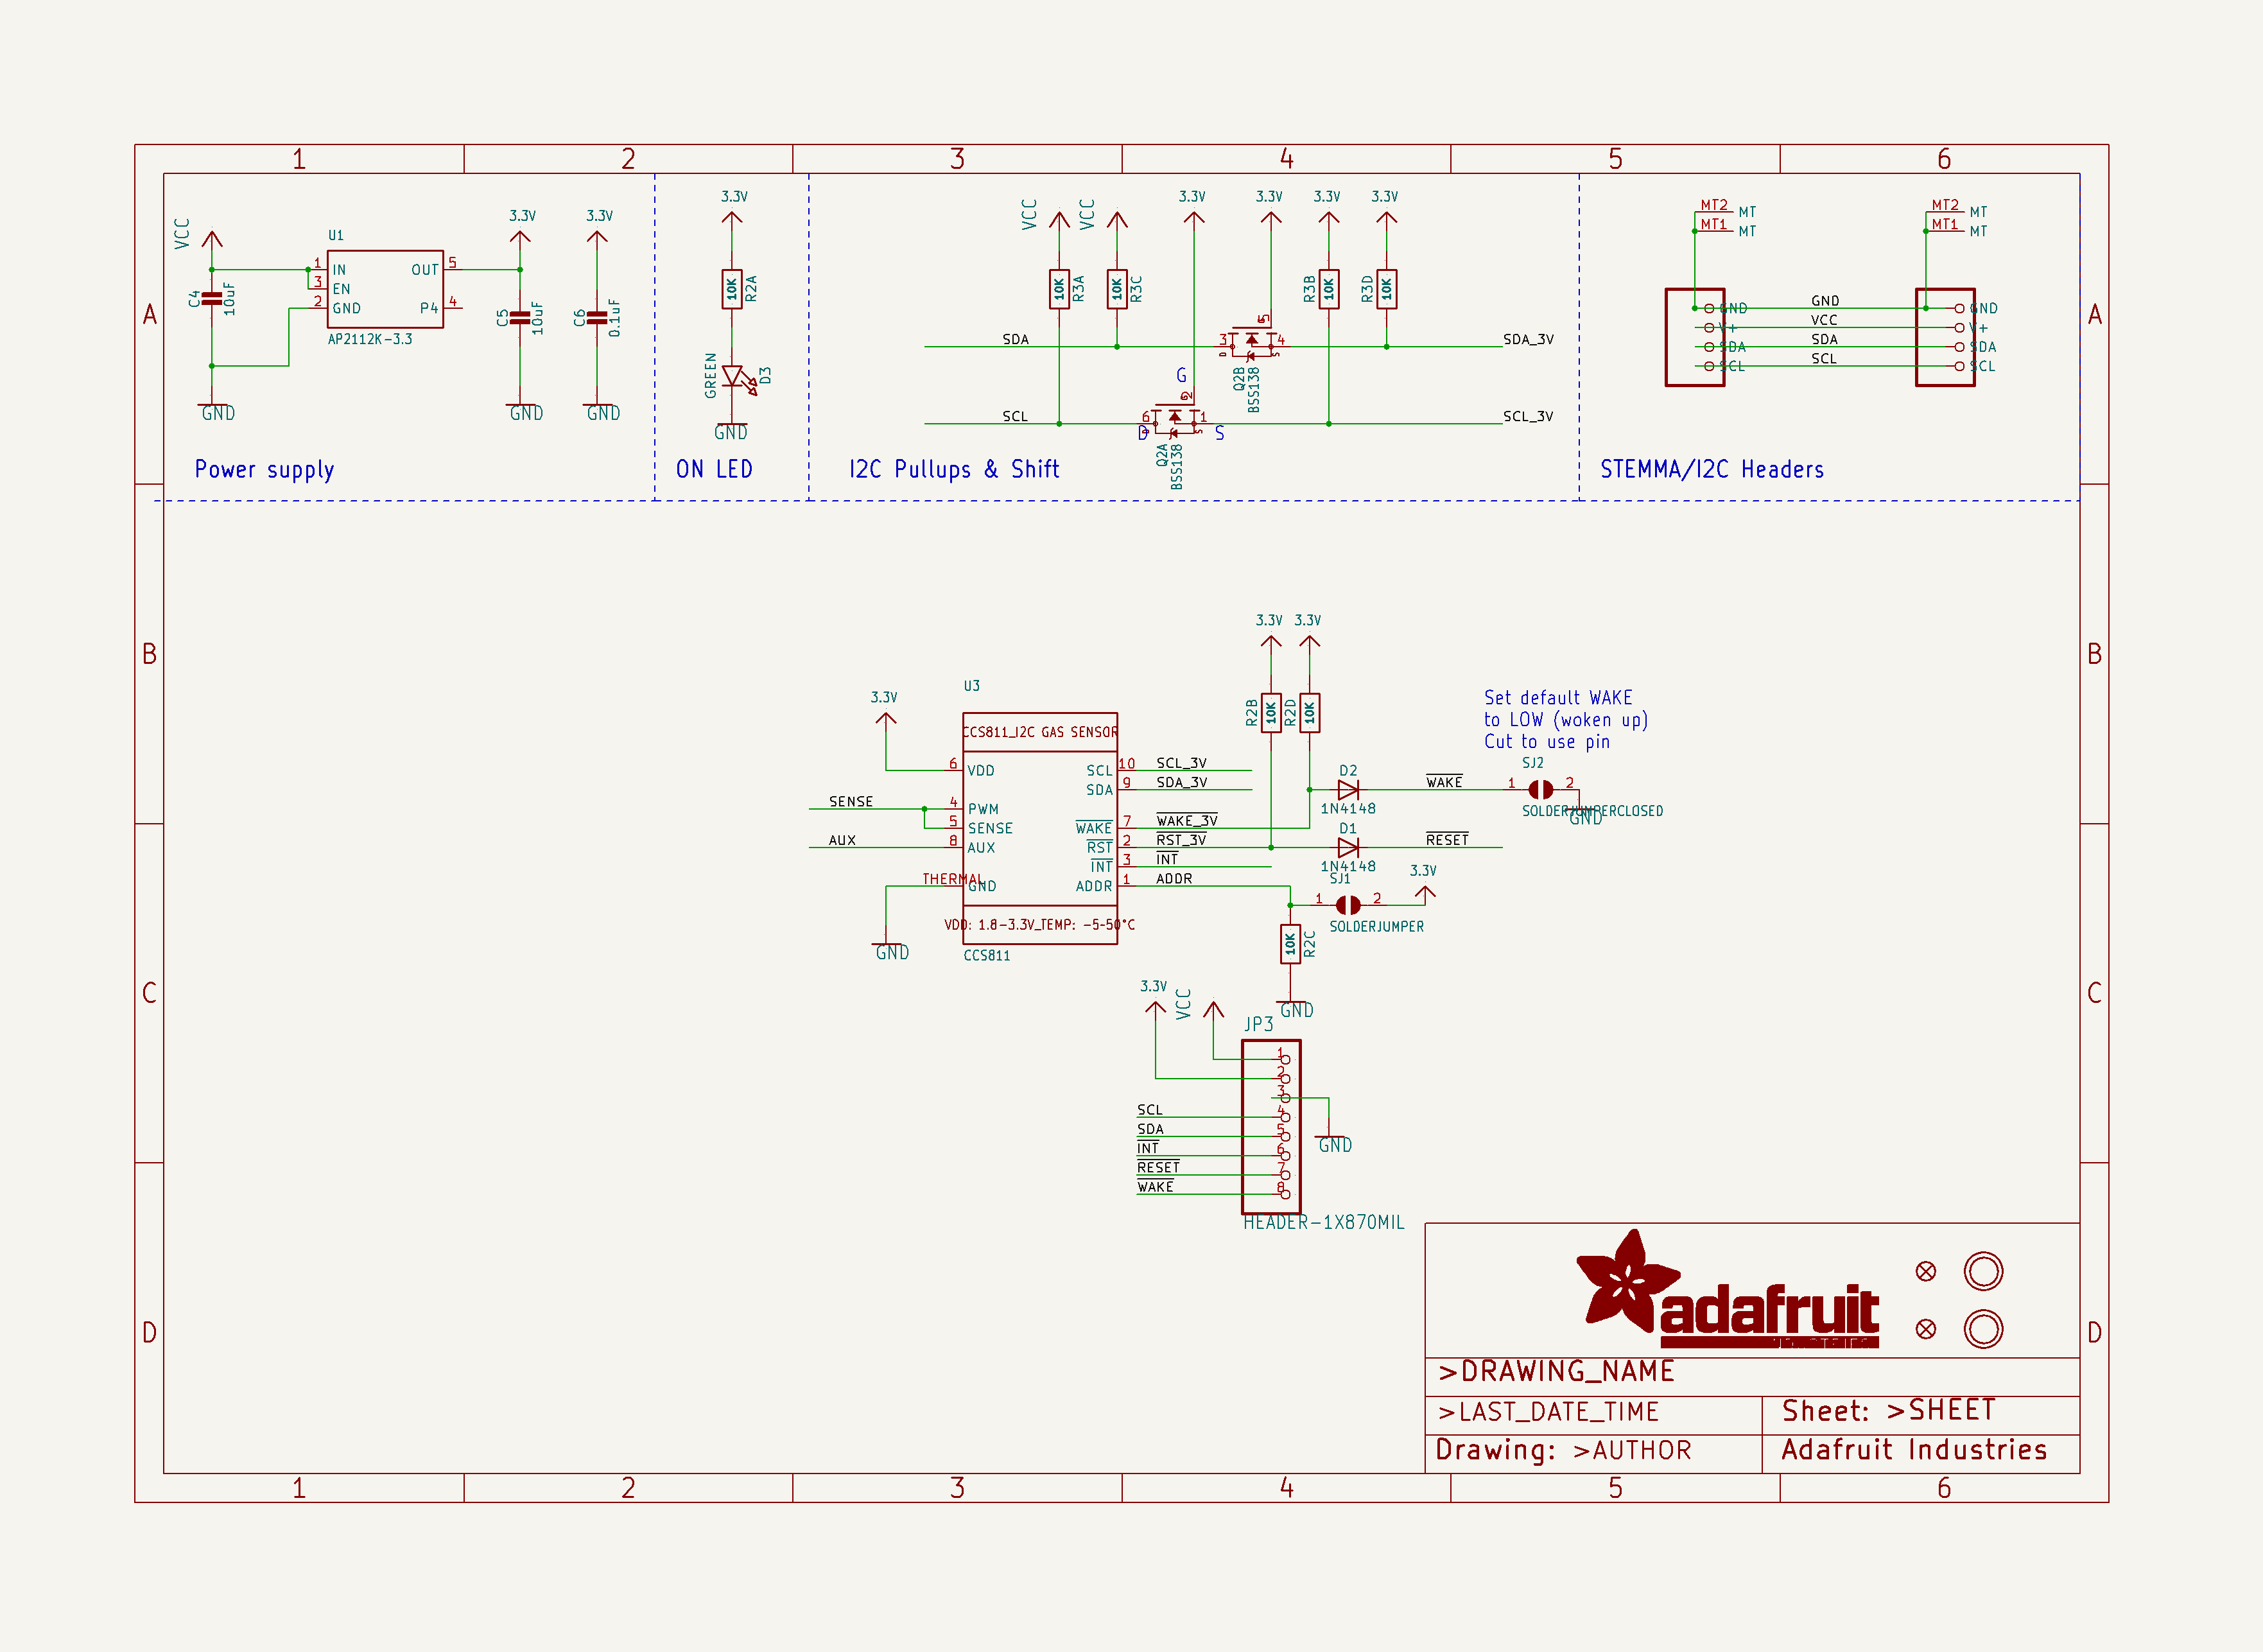 1 2 3 4 5 6
A A
B B
C C
D D
1 2 3 4 5 6
VCC
C4
10uF
GND
U1
1 IN
3 EN
2 GND
OUT 5
P4 4
AP2112K-3.3
3.3V
C5
10uF
GND
3.3V
C6
0.1uF
GND
Power supply
3.3V
10K
R2A
GREEN
D3
GND
ON LED
VCC
10K
R3A
VCC
10K
R3C
3.3V
3.3V
3.3V
R3B
10K
3.3V
R3D
10K
SDA
3
D
5
G
4
S
SDA_3V
Q2B
BSS138
G
2
G
SCL
6
D
D
1
S
S
SCL_3V
Q2A
BSS138
I2C Pullups & Shift
MT2 MT
MT1 MT
GND
V+
SDA
SCL
GND
VCC
SDA
SCL
MT2 MT
MT1 MT
GND
V+
SDA
SCL
STEMMA/I2C Headers
3.3V
U3
CCS811_I2C GAS SENSOR
6 VDD
SENSE 4 PWM
5 SENSE
AUX 8 AUX
THERMAL GND
GND
SCL 10 SCL_3V
SDA 9 SDA_3V
WAKE 7 WAKE_3V
RST 2 RST_3V
INT 3 INT
ADDR 1 ADDR
VDD: 1.8-3.3V_TEMP: -5-50°C
CCS811
3.3V
R2B
10K
3.3V
R2D
10K
D2
1N4148
WAKE
D1
1N4148
RESET
Set default WAKE
to LOW (woken up)
Cut to use pin
SJ2
1 2
SOLDERJUMPERCLOSED
GND
SJ1
1 2
SOLDERJUMPER
3.3V
10K
R2C
GND
3.3V
VCC
JP3
1
2
3
SCL 4
SDA 5
INT 6
RESET 7
WAKE 8
GND
HEADER-1X870MIL
adafruit
>DRAWING_NAME
>LAST_DATE_TIME
Sheet: >SHEET
Drawing: >AUTHOR
Adafruit Industries